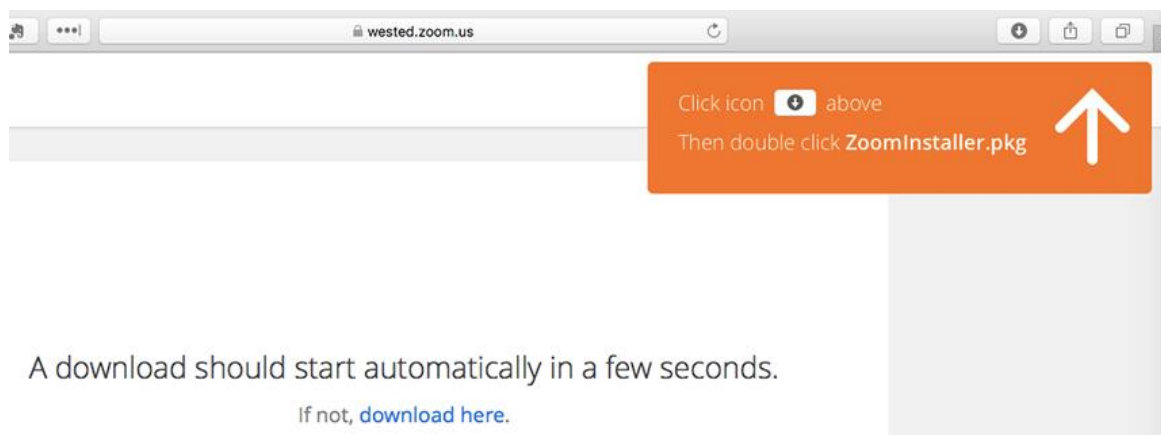 wested.zoom.us
Click icon above
Then double click ZoomInstaller.pkg
A download should start automatically in a few seconds.
If not, download here.